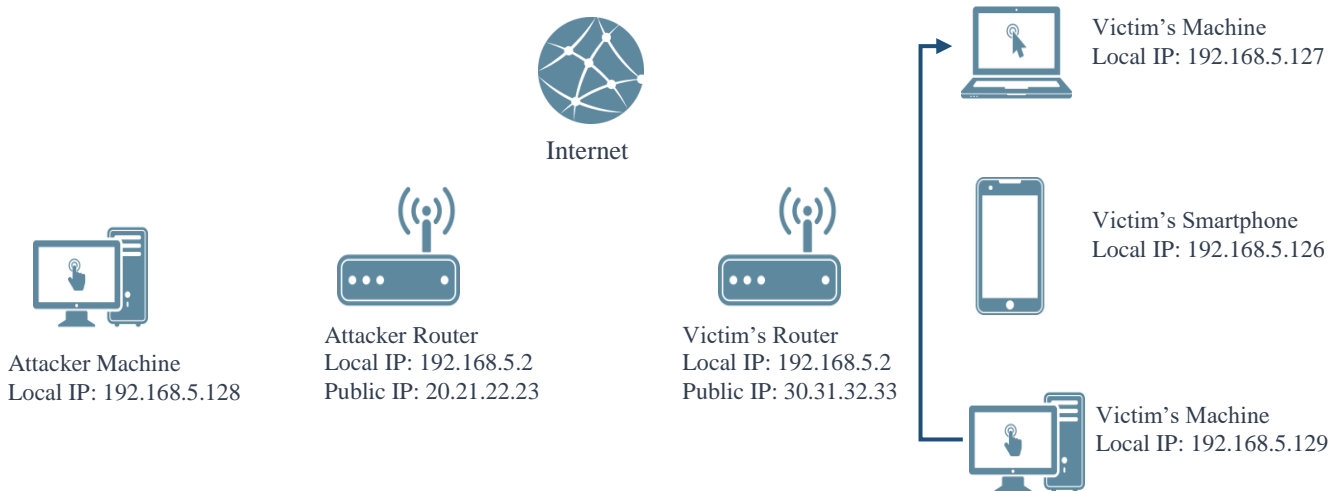 Internet
Attacker Machine
Local IP: 192.168.5.128
Attacker Router
Local IP: 192.168.5.2
Public IP: 20.21.22.23
Victim’s Router
Local IP: 192.168.5.2
Public IP: 30.31.32.33
Victim’s Machine
Local IP: 192.168.5.127
Victim’s Smartphone
Local IP: 192.168.5.126
Victim’s Machine
Local IP: 192.168.5.129